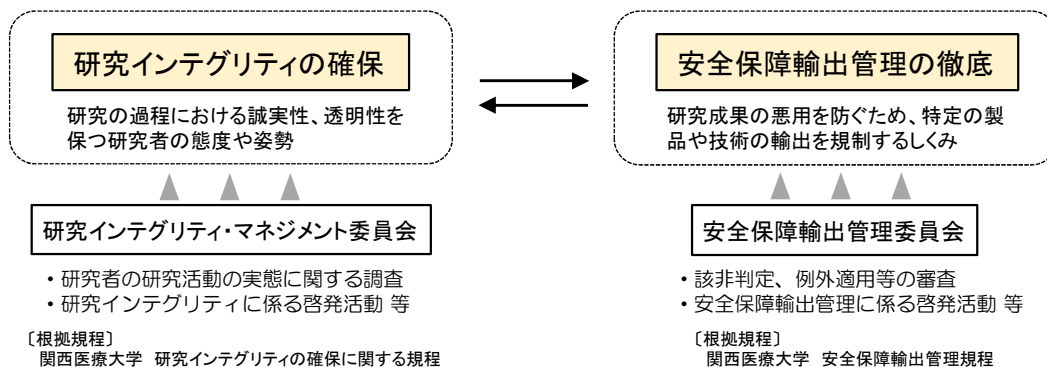 研究インテグリティの確保
研究の過程における誠実性、透明性を
保つ研究者の態度や姿勢
研究インテグリティ・マネジメント委員会
・研究者の研究活動の実態に関する調査
・研究インテグリティに係る啓発活動 等
〔根拠規程〕
関西医療大学 研究インテグリティの確保に関する規程
安全保障輸出管理の徹底
研究成果の悪用を防ぐため、特定の製
品や技術の輸出を規制するしくみ
安全保障輸出管理委員会
・該非判定、例外適用等の審査
・安全保障輸出管理に係る啓発活動 等
〔根拠規程〕
関西医療大学 安全保障輸出管理規程